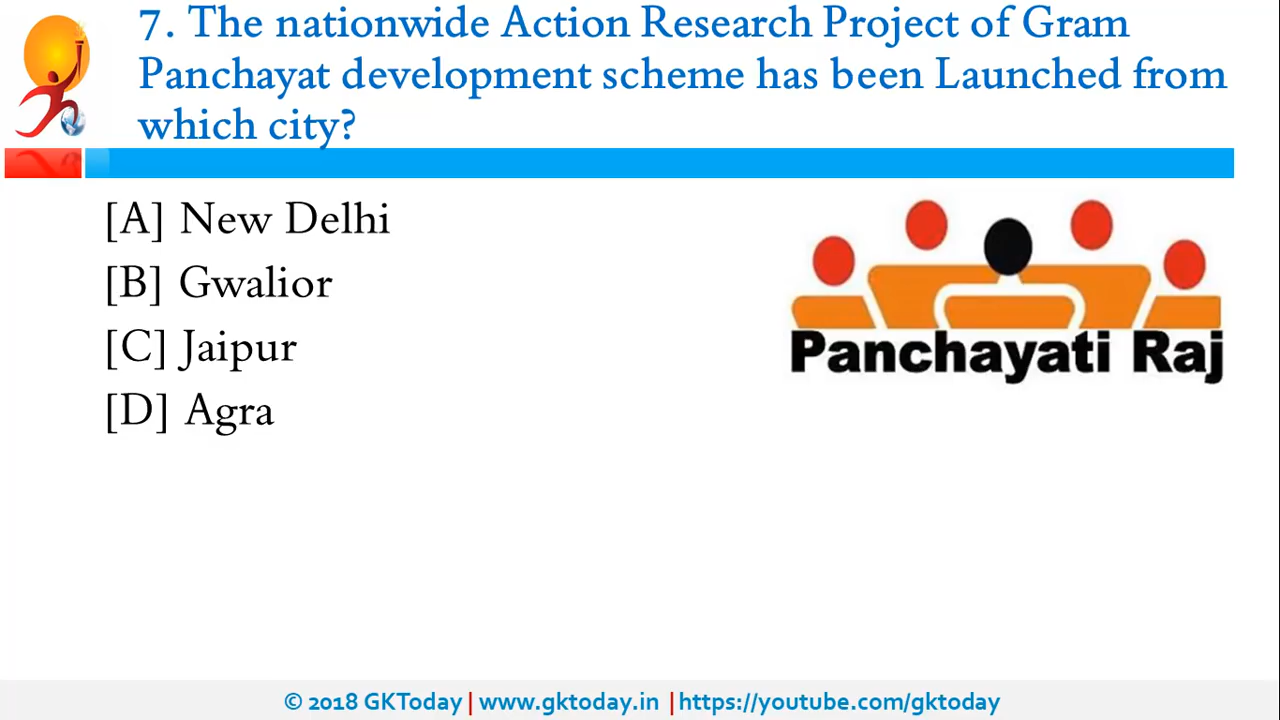 7. The nationwide Action Research Project of Gram
Panchayat development scheme has been Launched from
which city?
[A] New Delhi
[B] Gwalior
[C] Jaipur
[D] Agra
Panchayati Raj
© 2018 GKToday | www.gktoday.in | https://youtube.com/gktoday